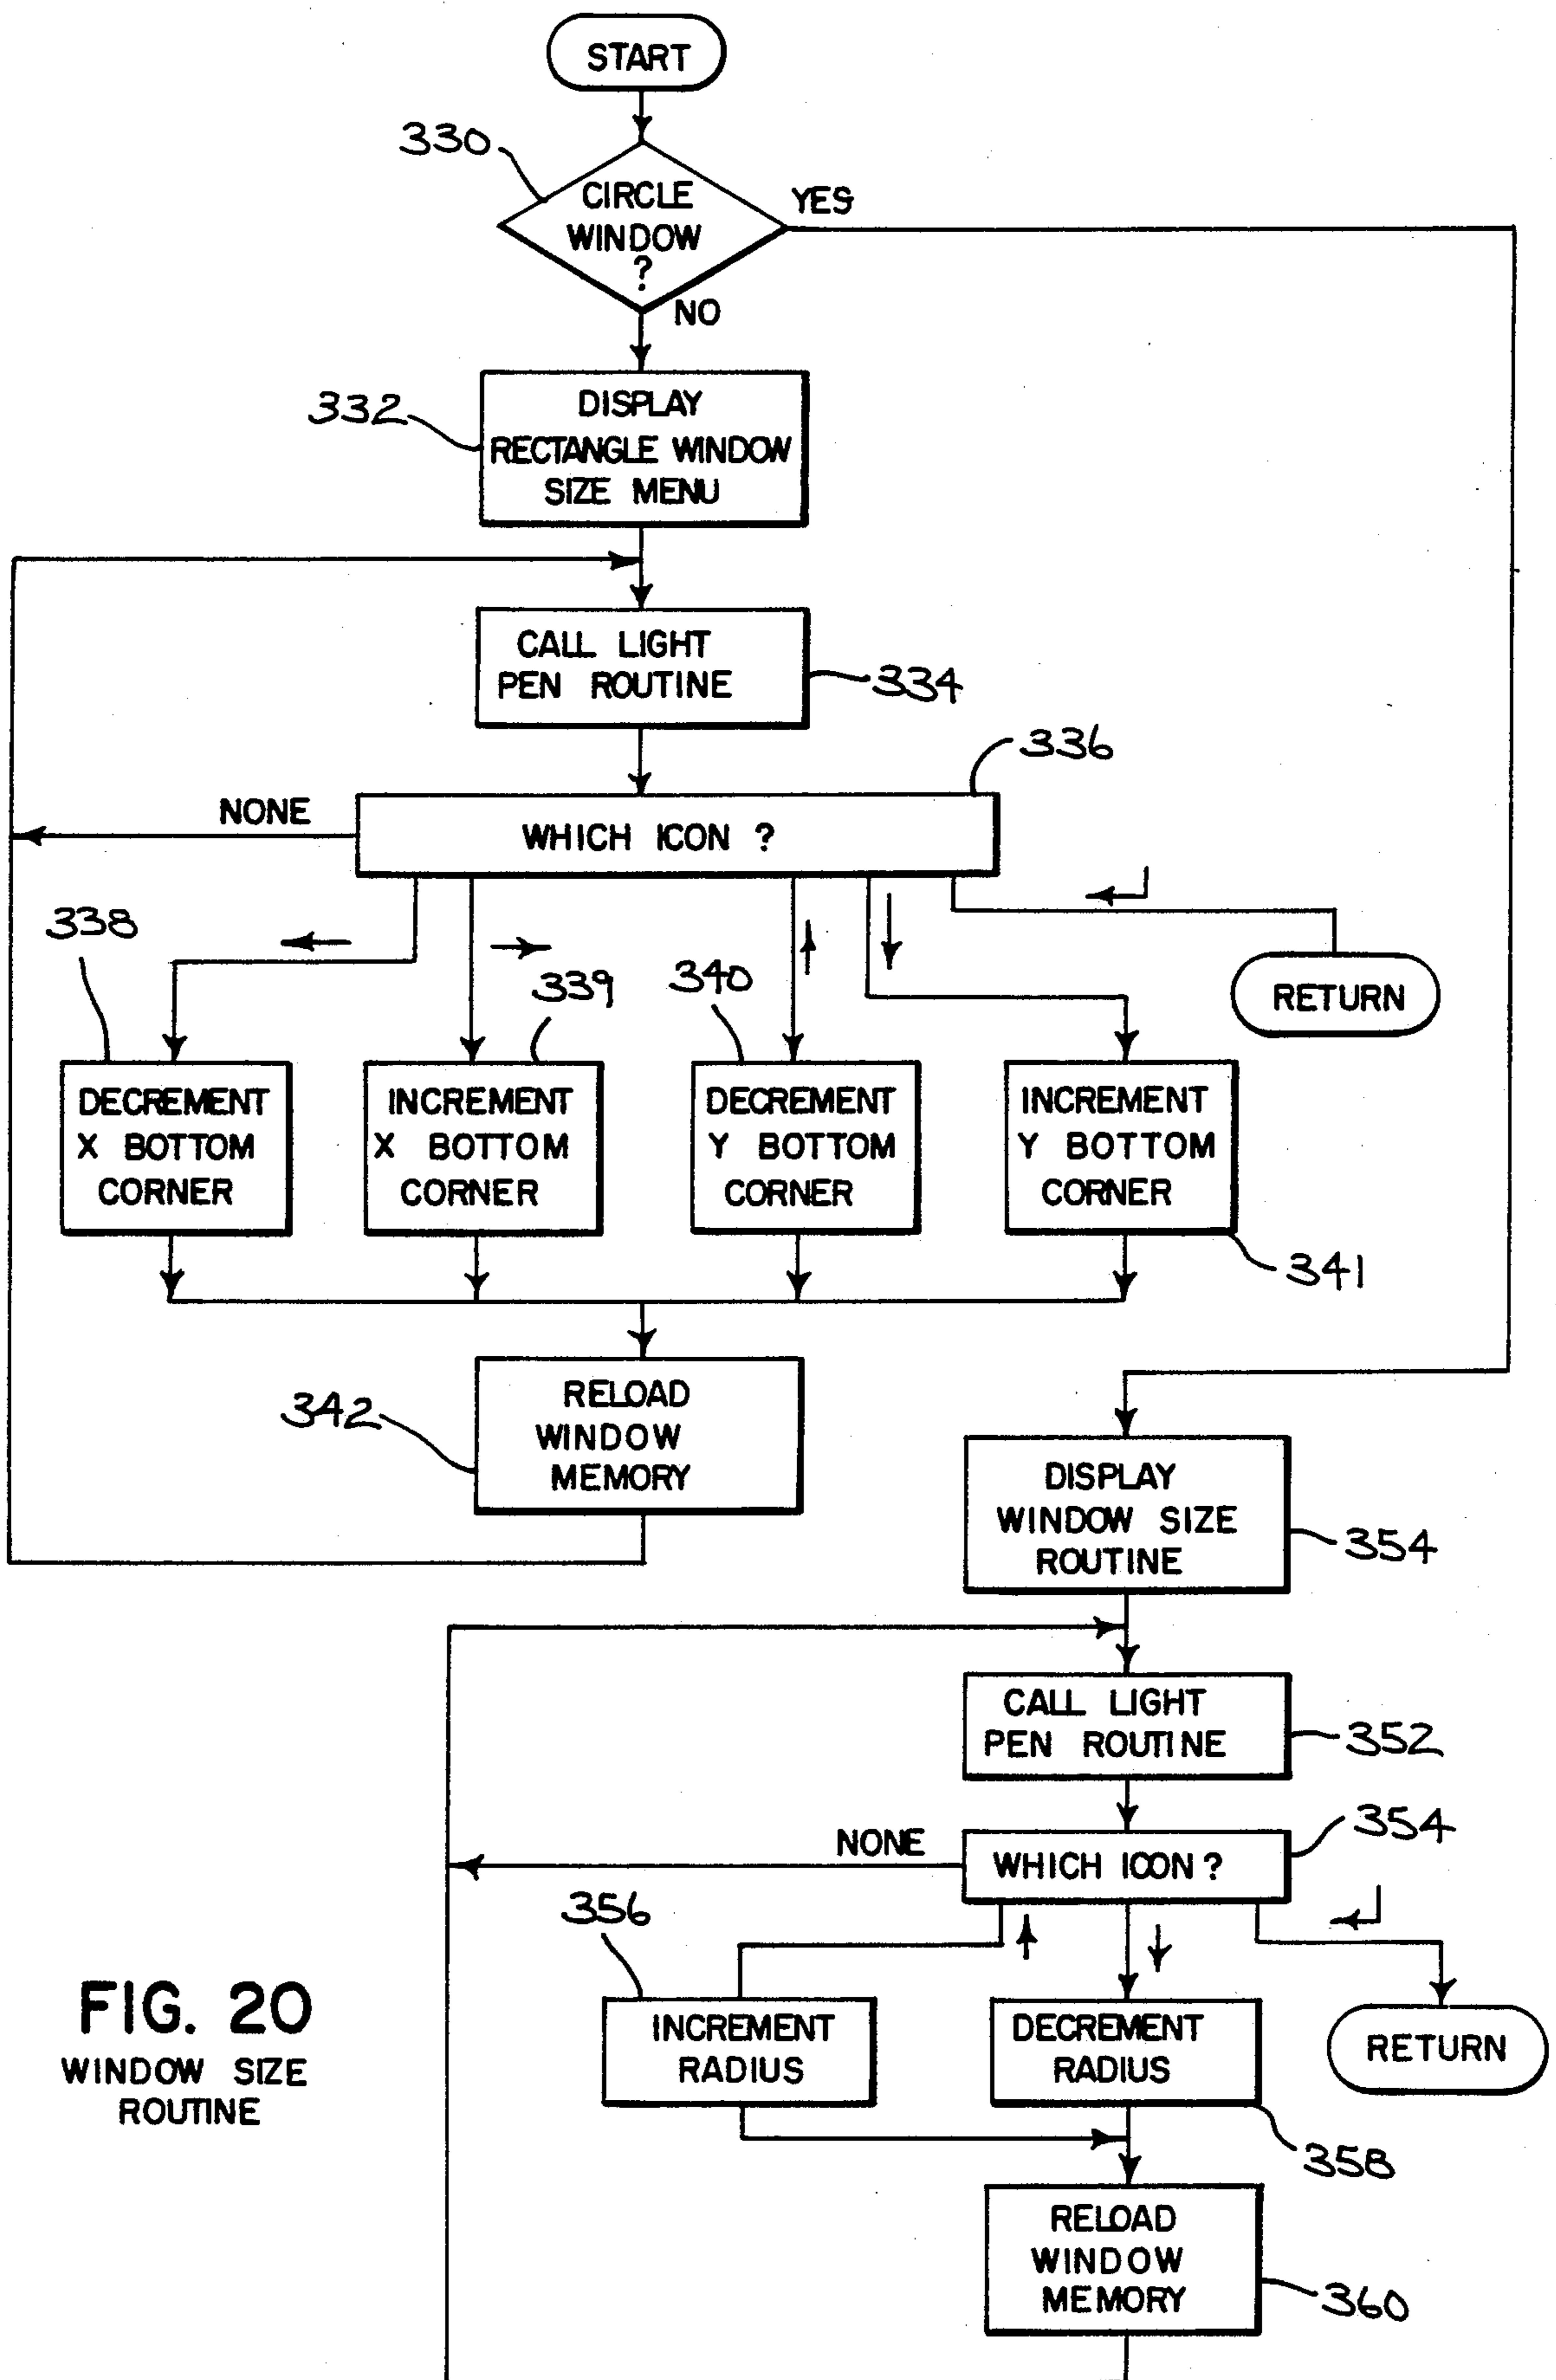 START
330
CIRCLE
WINDOW
?
YES
NO
332
DISPLAY
RECTANGLE WINDOW
SIZE MENU
CALL LIGHT
PEN ROUTINE
334
336
NONE
WHICH ICON ?
338
339
340
RETURN
DECREMENT
X BOTTOM
CORNER
INCREMENT
X BOTTOM
CORNER
DECREMENT
Y BOTTOM
CORNER
INCREMENT
Y BOTTOM
CORNER
341
342
RELOAD
WINDOW
MEMORY
DISPLAY
WINDOW SIZE
ROUTINE
354
CALL LIGHT
PEN ROUTINE
352
354
NONE
WHICH ICON ?
356
INCREMENT
RADIUS
DECREMENT
RADIUS
RETURN
358
RELOAD
WINDOW
MEMORY
360
FIG. 20
WINDOW SIZE
ROUTINE